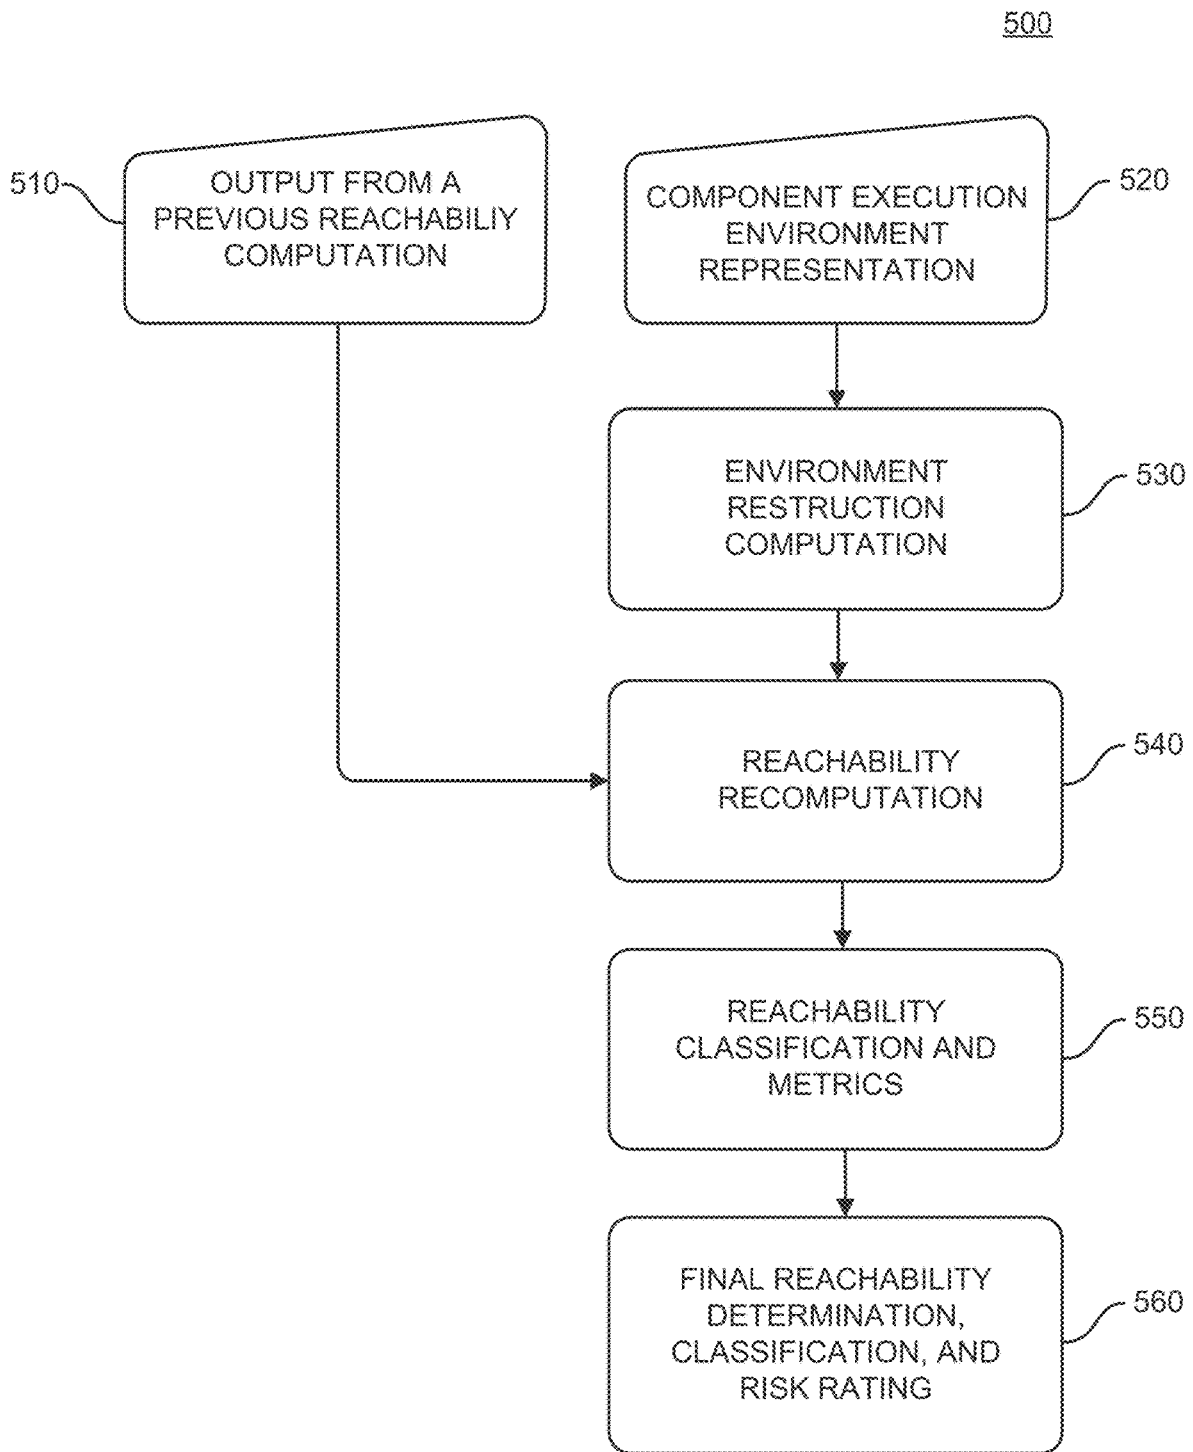 500
510
OUTPUT FROM A
PREVIOUS REACHABILIY
COMPUTATION
COMPONENT EXECUTION
ENVIRONMENT
REPRESENTATION
520
ENVIRONMENT
RESTRUCTION
COMPUTATION
530
REACHABILITY
RECOMPUTATION
540
REACHABILITY
CLASSIFICATION AND
METRICS
550
FINAL REACHABILITY
DETERMINATION,
CLASSIFICATION, AND
RISK RATING
560